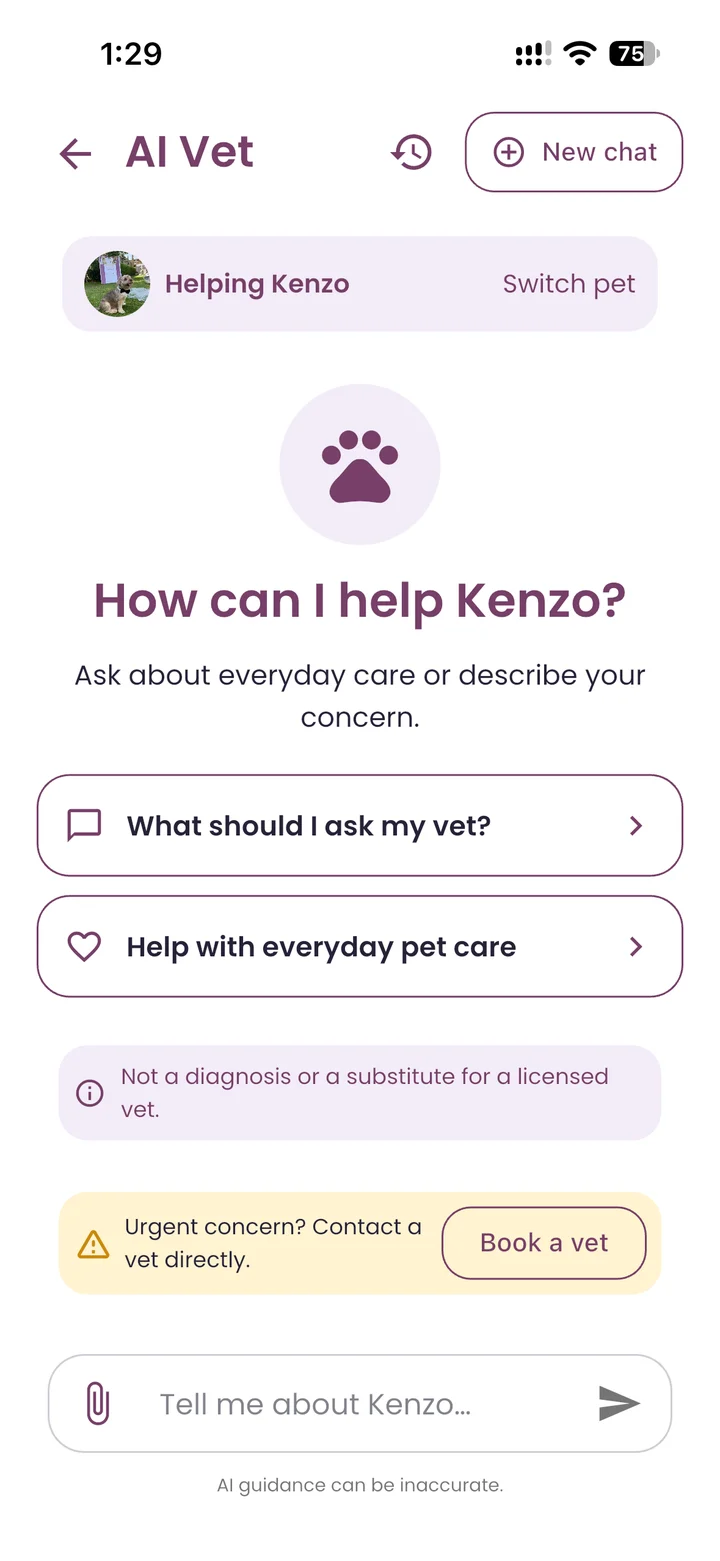 1:29
75
AI Vet
New chat
Helping Kenzo
Switch pet
How can I help Kenzo?
Ask about everyday care or describe your
concern.
What should I ask my vet?
Help with everyday pet care
Not a diagnosis or a substitute for a licensed
vet.
Urgent concern? Contact a
vet directly.
Book a vet
Tell me about Kenzo...
AI guidance can be inaccurate.